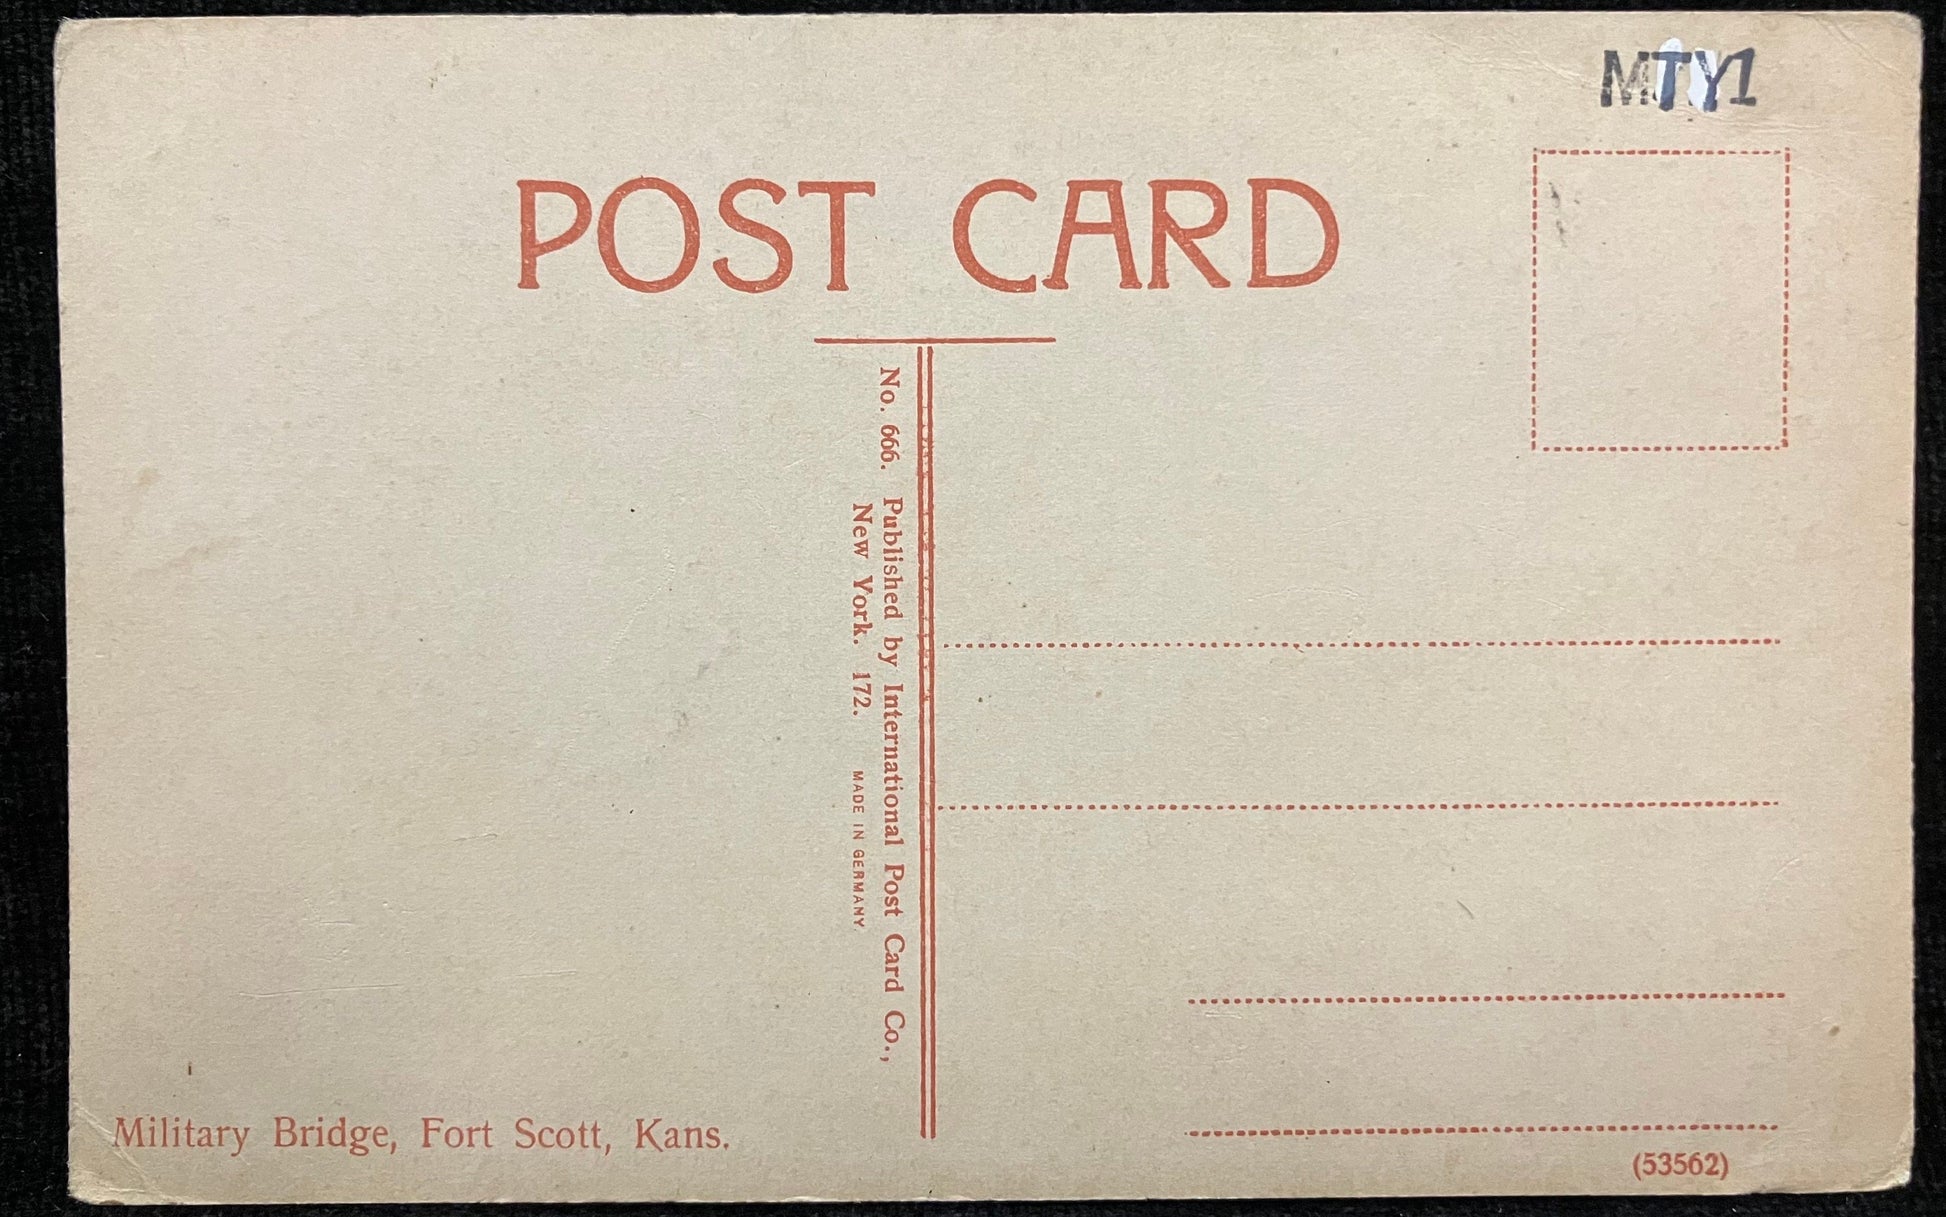 MTY1
POST CARD
No. 666. Published by International Post Card Co.,
New York. 172. MADE IN GERMANY.
Military Bridge, Fort Scott, Kans.
(53562)